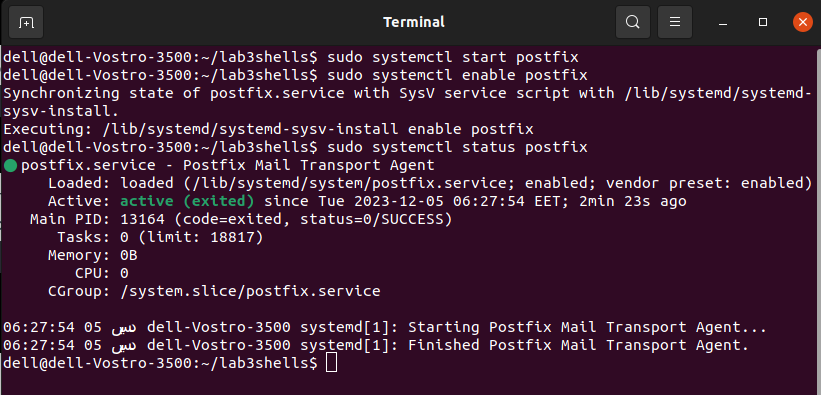 Terminal
dell@dell-Vostro-3500:~/lab3shells$ sudo systemctl start postfix
dell@dell-Vostro-3500:~/lab3shells$ sudo systemctl enable postfix
Synchronizing state of postfix.service with SysV service script with /lib/systemd/systemd-
sysv-install.
Executing: /lib/systemd/systemd-sysv-install enable postfix
dell@dell-Vostro-3500:~/lab3shells$ sudo systemctl status postfix
● postfix.service - Postfix Mail Transport Agent
Loaded: loaded (/lib/systemd/system/postfix.service; enabled; vendor preset: enabled)
Active: active (exited) since Tue 2023-12-05 06:27:54 EET; 2min 23s ago
Main PID: 13164 (code=exited, status=0/SUCCESS)
Tasks: 0 (limit: 18817)
Memory: 0B
CPU: 0
CGroup: /system.slice/postfix.service
06:27:54 05 ديسمبر dell-Vostro-3500 systemd[1]: Starting Postfix Mail Transport Agent...
06:27:54 05 ديسمبر dell-Vostro-3500 systemd[1]: Finished Postfix Mail Transport Agent.
dell@dell-Vostro-3500:~/lab3shells$